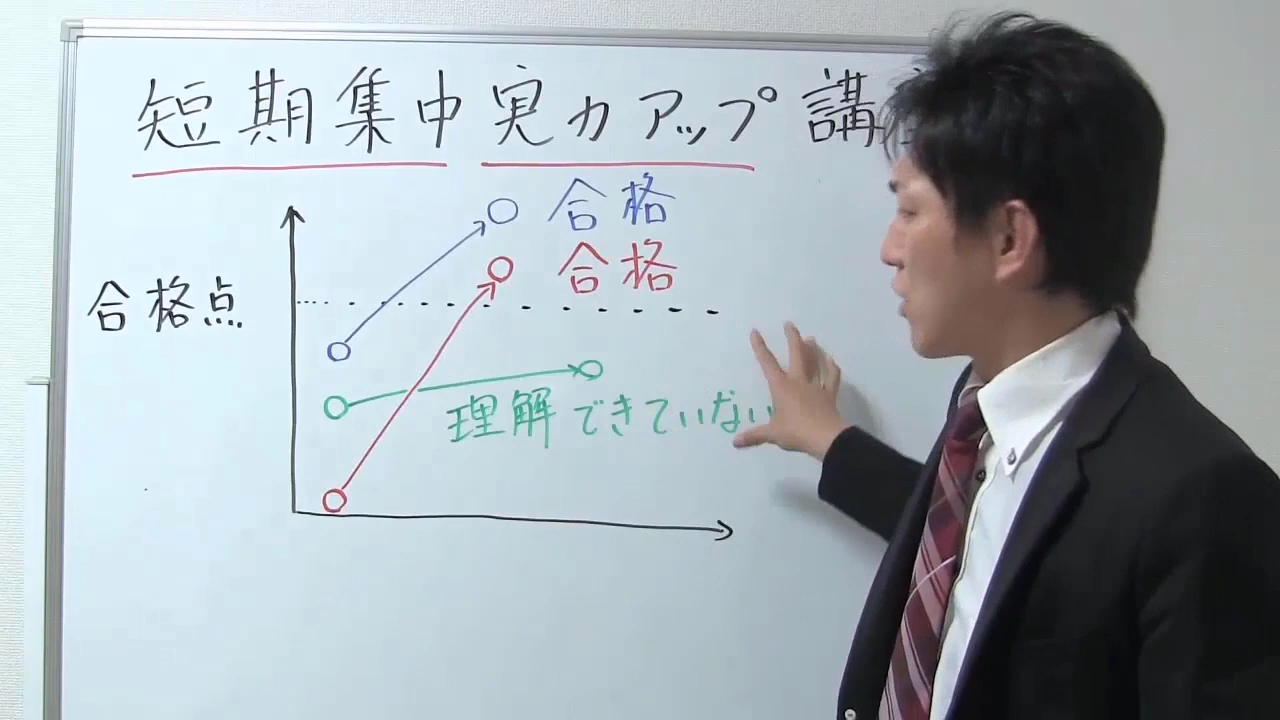 短期集中実力アップ講
合格
合格
合格点
理解できていない